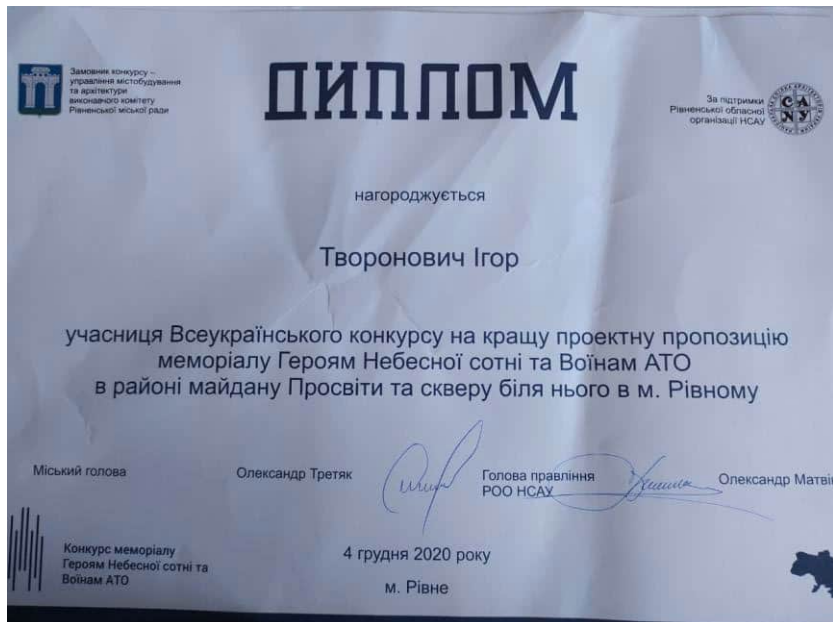 Замовник конкурсу –
управління містобудування
та архітектури
виконавчого комітету
Рівненської міської ради
ДИПЛОМ
За підтримки
Рівненської обласної
організації НСАУ
нагороджується
Творонович Ігор
учасниця Всеукраїнського конкурсу на кращу проектну пропозицію
меморіалу Героям Небесної сотні та Воїнам АТО
в районі майдану Просвіти та скверу біля нього в м. Рівному
Міський голова
Олександр Третяк
Голова правління
РОО НСАУ
Олександр Матвій
Конкурс меморіалу
Героям Небесної сотні та
Воїнам АТО
4 грудня 2020 року
м. Рівне